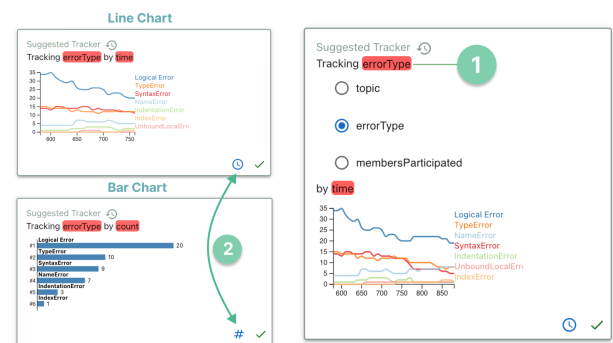 Line Chart
Suggested Tracker
Tracking errorType by time
35
30
25
20
15
10
5
0
600 650 700 750
Logical Error
TypeError
SyntaxError
NameError
IndentationError
IndexError
UnboundLocalErr
Bar Chart
Suggested Tracker
Tracking errorType by count
#1 Logical Error 20
#2 TypeError 10
#3 SyntaxError 9
#4 NameError 7
#5 IndentationError 3
#6 IndexError 1
#
2
Suggested Tracker
Tracking errorType
1
topic
errorType
membersParticipated
by time
35
30
25
20
15
10
5
0
600 650 700 750 800 850
Logical Error
TypeError
NameError
SyntaxError
IndentationError
UnboundLocalErr
IndexError